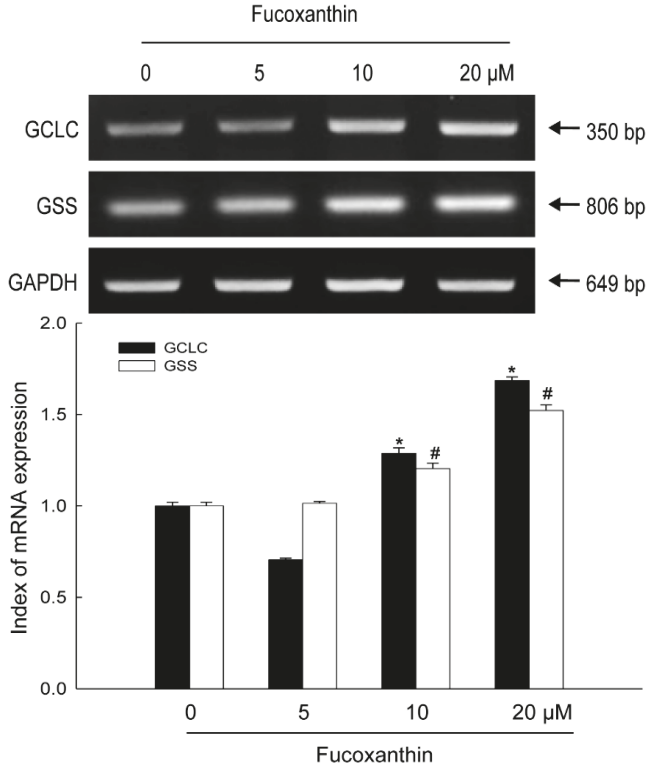 Fucoxanthin
0 5 10 20 µM
GCLC 350 bp
GSS 806 bp
GAPDH 649 bp
2.0
GCLC
GSS
*
#
1.5
*
#
1.0
0.5
0.0
Index of mRNA expression
0 5 10 20 µM
Fucoxanthin